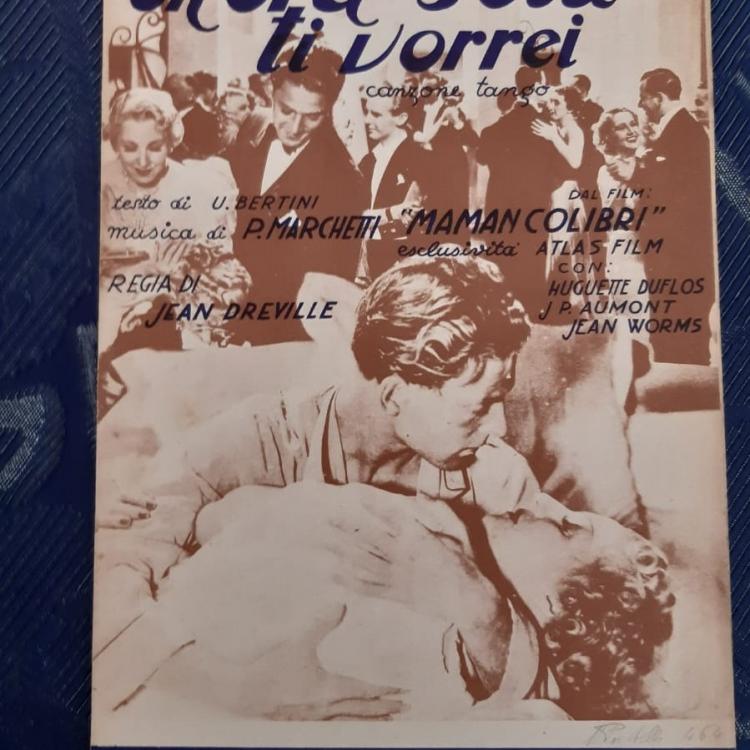 ti vorrei
canzone tango
testo di U. BERTINI
musica di P. MARCHETTI
REGIA DI
JEAN DREVILLE
DAL FILM:
"MAMAN COLIBRI"
esclusività ATLAS FILM
CON:
HUGUETTE DUFLOS
J P. AUMONT
JEAN WORMS